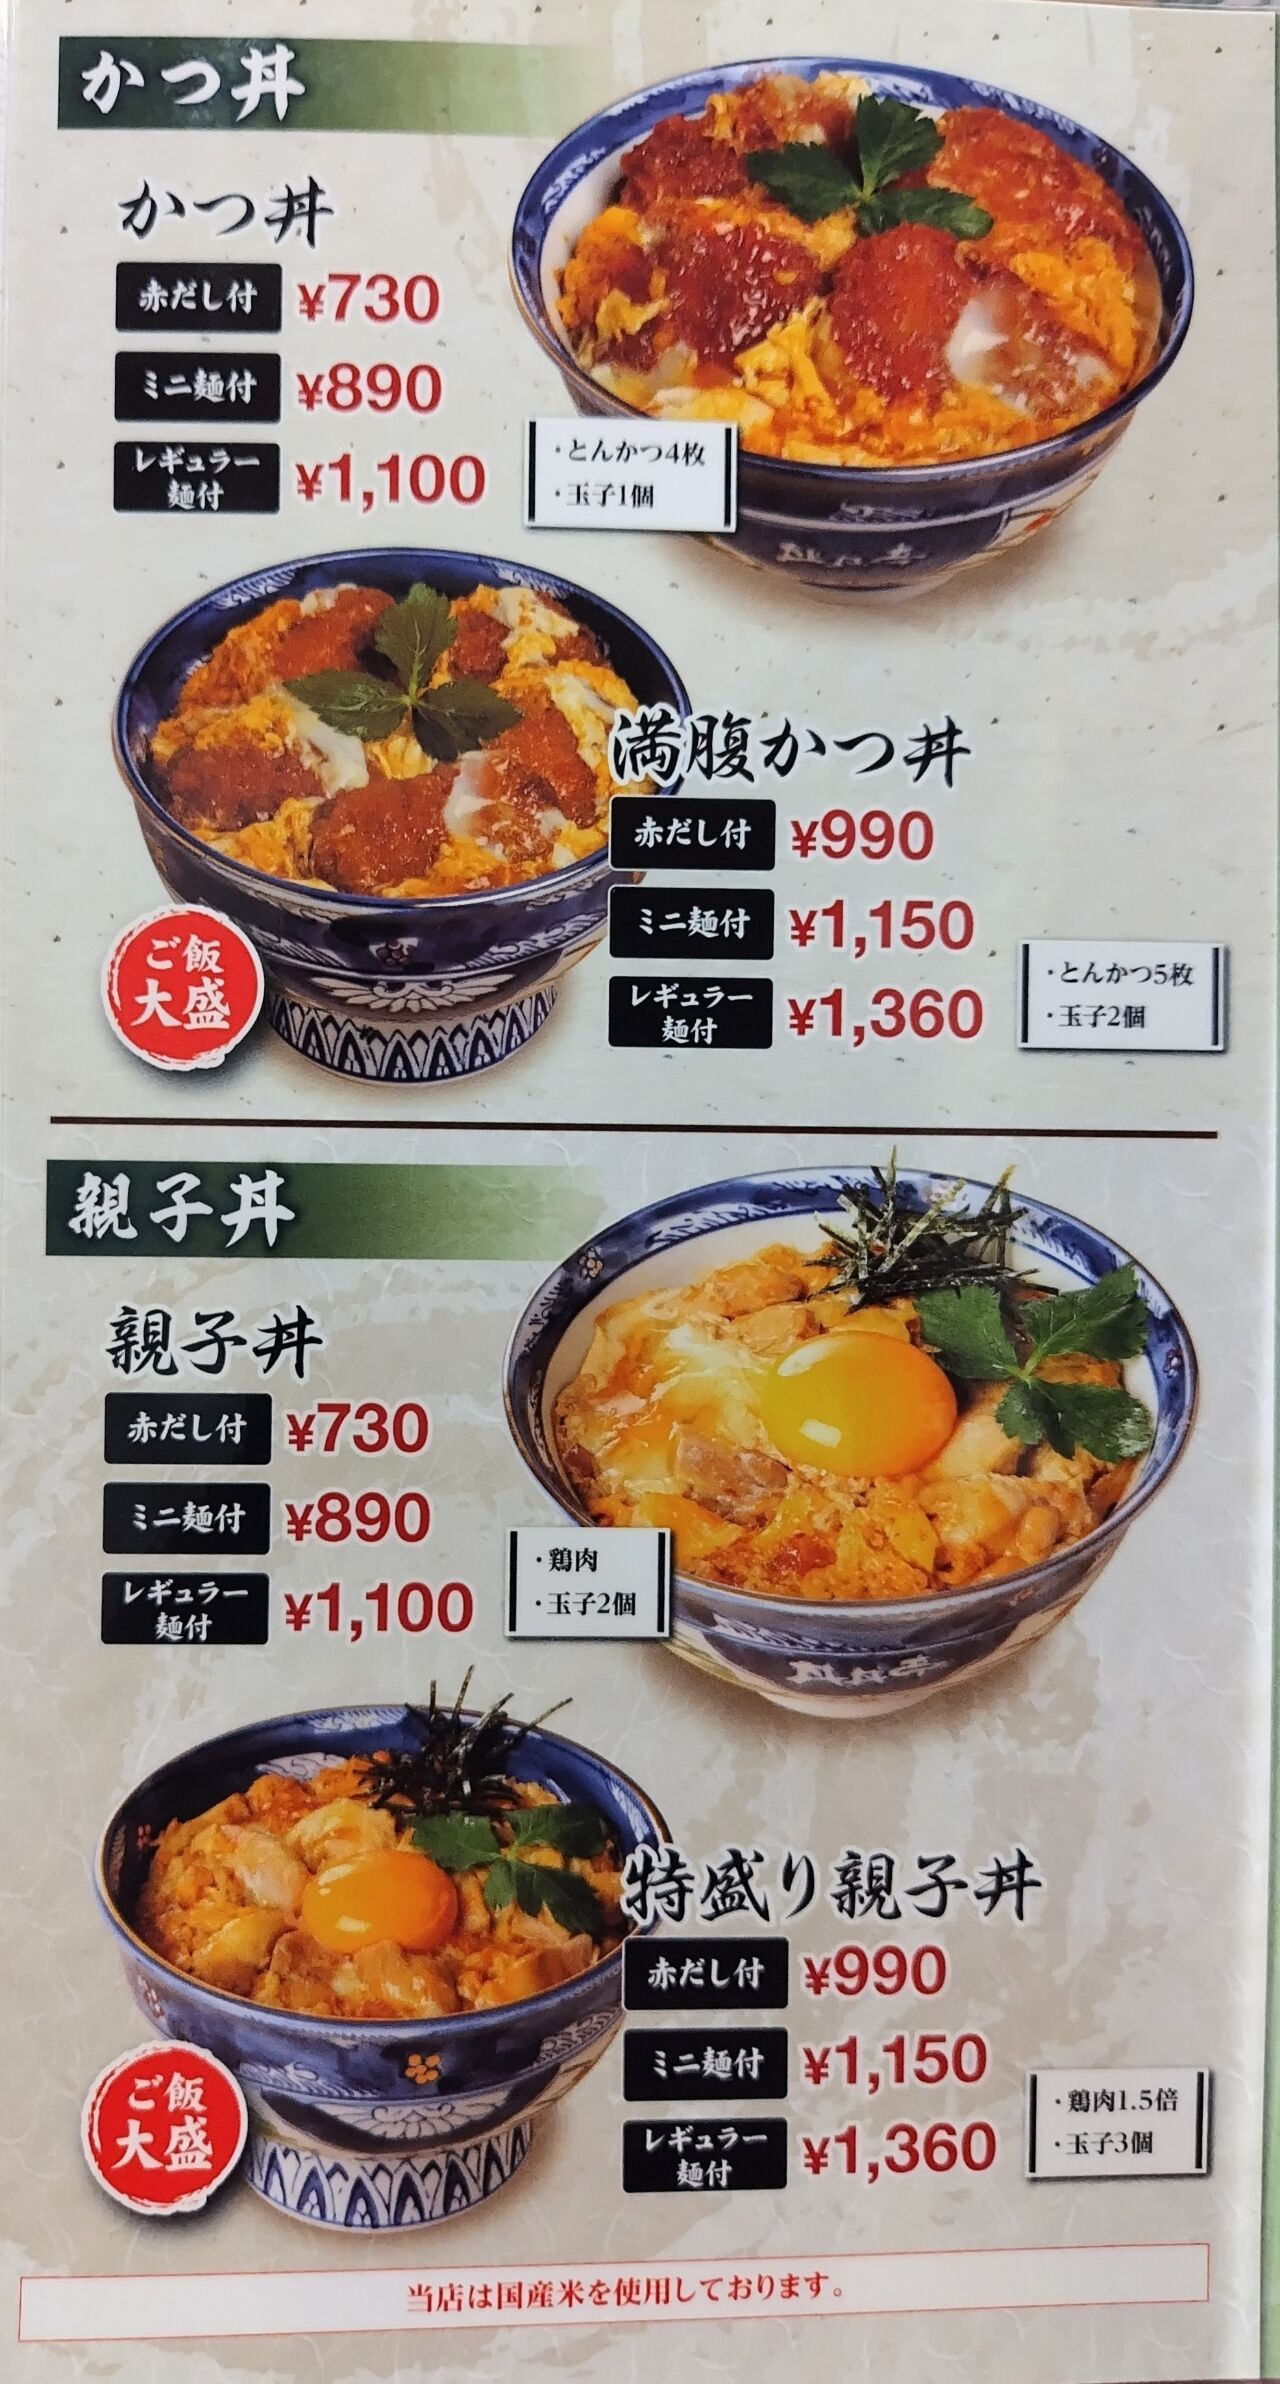 かつ丼
かつ丼
赤だし付 ¥730
ミニ麺付 ¥890
レギュラー
麺付 ¥1,100
・とんかつ4枚
・玉子1個
満腹かつ丼
赤だし付 ¥990
ミニ麺付 ¥1,150
レギュラー
麺付 ¥1,360
・とんかつ5枚
・玉子2個
ご飯
大盛
親子丼
親子丼
赤だし付 ¥730
ミニ麺付 ¥890
レギュラー
麺付 ¥1,100
・鶏肉
・玉子2個
特盛り親子丼
赤だし付 ¥990
ミニ麺付 ¥1,150
レギュラー
麺付 ¥1,360
・鶏肉1.5倍
・玉子3個
ご飯
大盛
当店は国産米を使用しております。